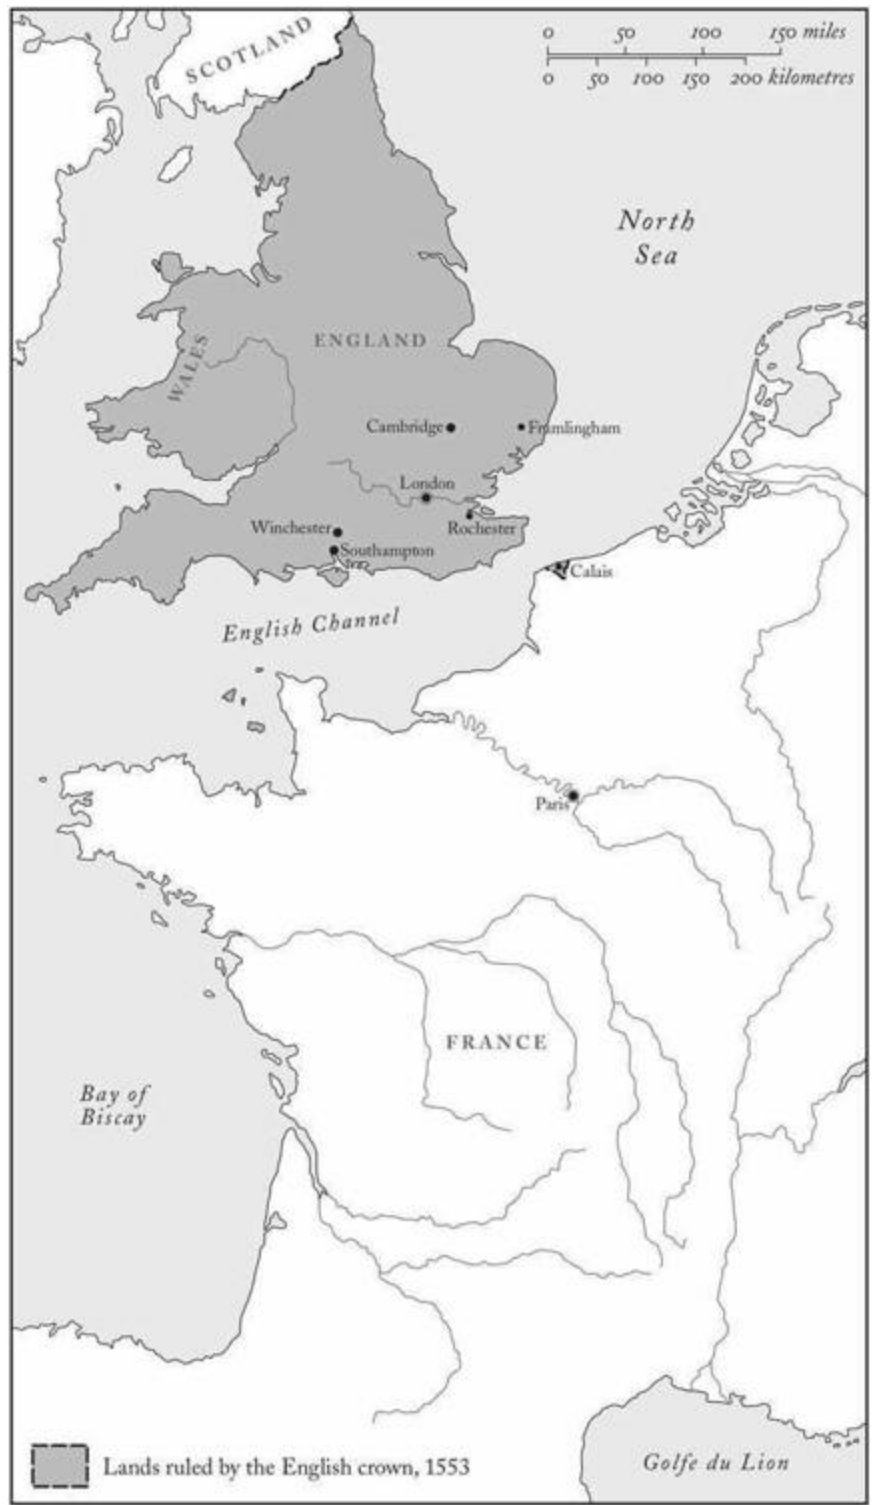 SCOTLAND
0 50 100 150 miles
0 50 100 150 200 kilometres
North
Sea
ENGLAND
WALES
Cambridge
Framlingham
London
Winchester
Rochester
Southampton
Calais
English Channel
Paris
FRANCE
Bay of
Biscay
Golfe du Lion
Lands ruled by the English crown, 1553